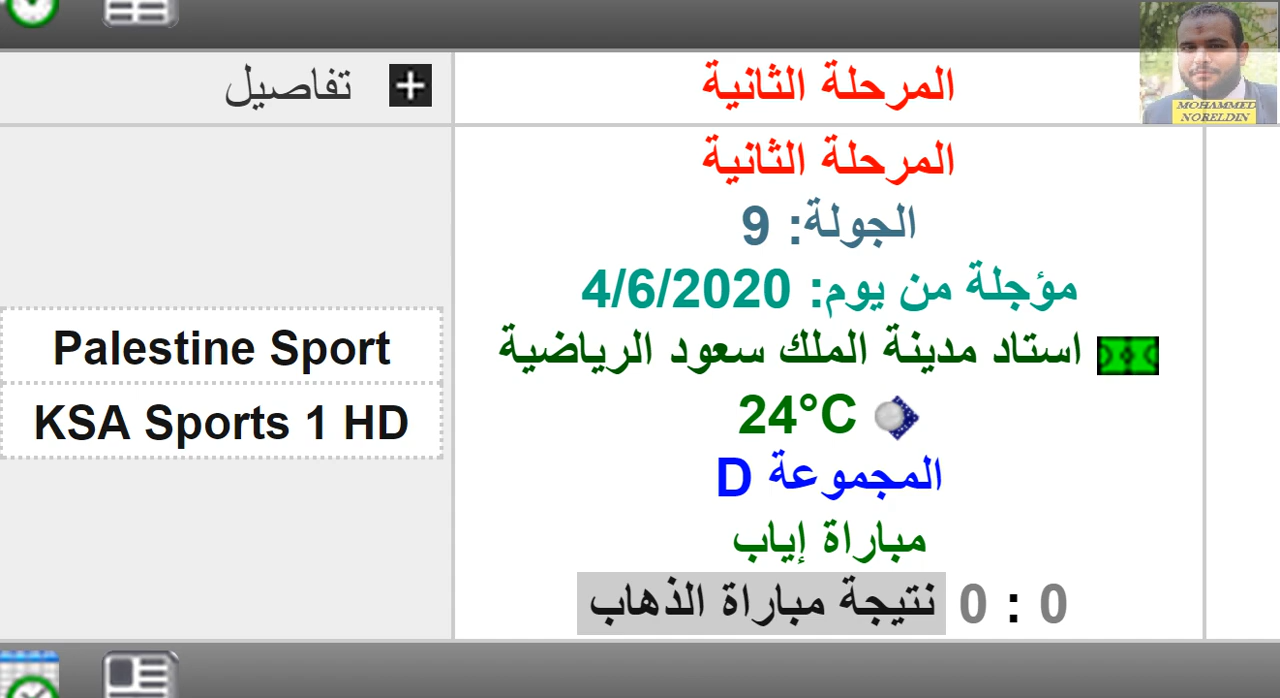 المرحلة الثانية
تفاصيل
MOHAMMED
NORELDIN
المرحلة الثانية
الجولة: 9
مؤجلة من يوم: 4/6/2020
استاد مدينة الملك سعود الرياضية
24°C
المجموعة D
مباراة إياب
نتيجة مباراة الذهاب 0 : 0
Palestine Sport
KSA Sports 1 HD